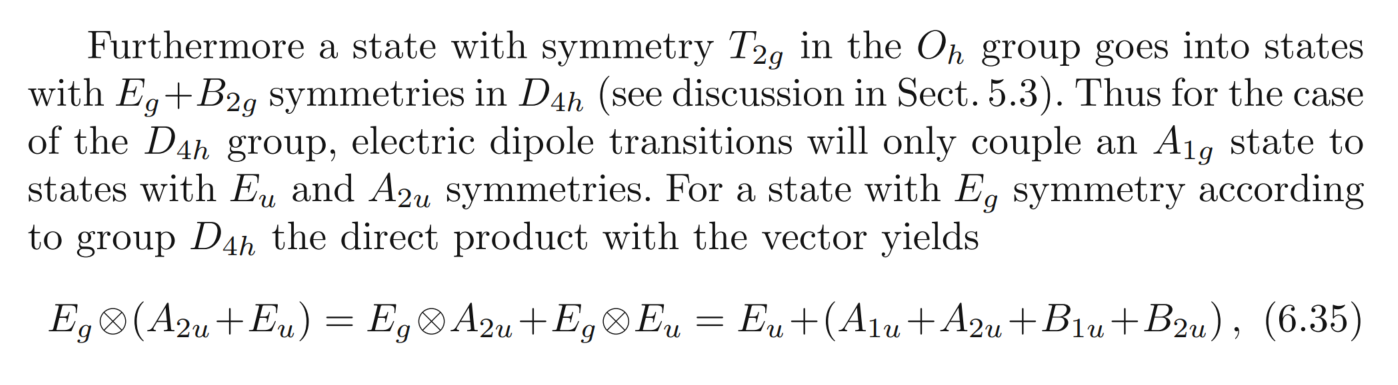 Furthermore a state with symmetry T₂g in the Oₕ group goes into states
with Eg+B₂g symmetries in D₄ₕ (see discussion in Sect. 5.3). Thus for the case
of the D₄ₕ group, electric dipole transitions will only couple an A₁g state to
states with Eᵤ and A₂ᵤ symmetries. For a state with Eg symmetry according
to group D₄ₕ the direct product with the vector yields
Eg⊗(A₂ᵤ+Eᵤ) = Eg⊗A₂ᵤ+Eg⊗Eᵤ = Eᵤ+(A₁ᵤ+A₂ᵤ+B₁ᵤ+B₂ᵤ), (6.35)